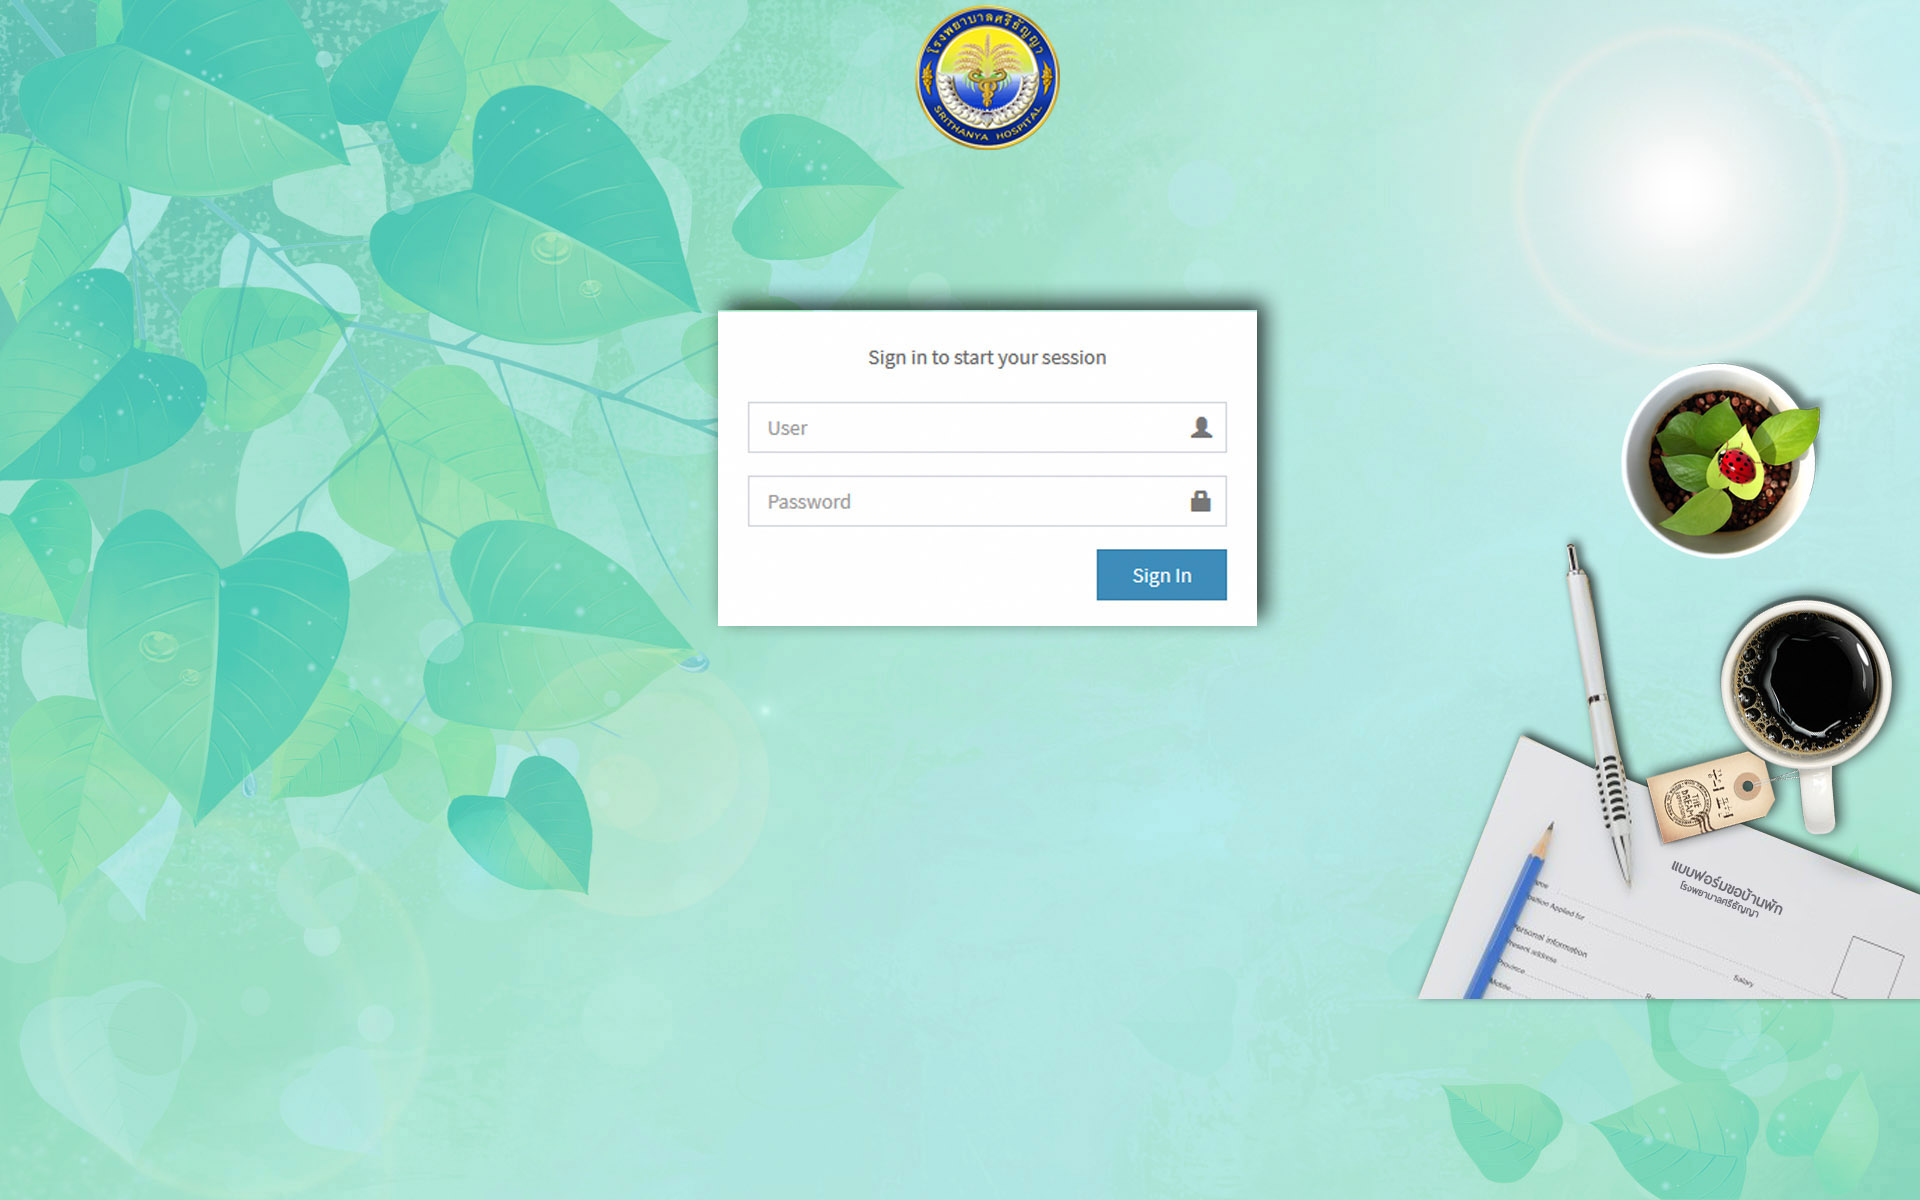 โรงพยาบาลศรีธัญญา
SRITHANYA HOSPITAL
Sign in to start your session
User
Password
Sign In
THE
DREAM
แบบฟอร์มขอบ้านพัก
โรงพยาบาลศรีธัญญา
Position Applied for
Personal information
Present address
Province
Salary
Mobile